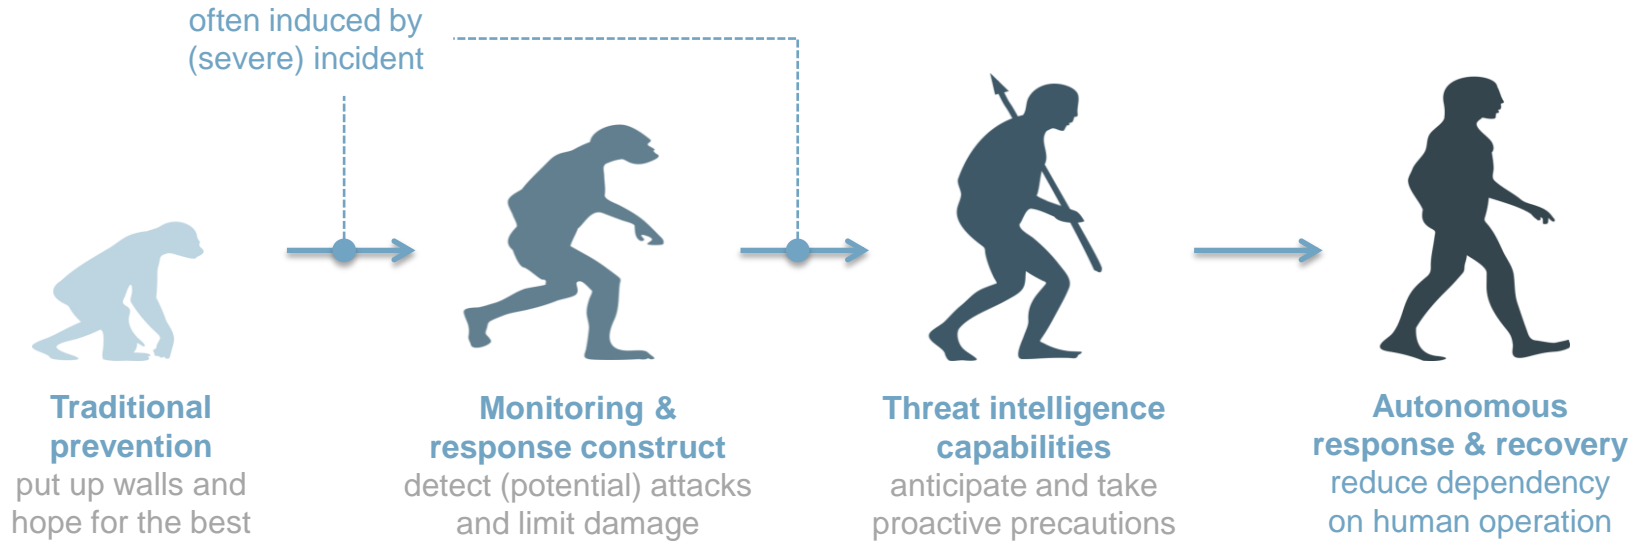 often induced by
(severe) incident
Traditional
prevention
put up walls and
hope for the best
Monitoring &
response construct
detect (potential) attacks
and limit damage
Threat intelligence
capabilities
anticipate and take
proactive precautions
Autonomous
response & recovery
reduce dependency
on human operation